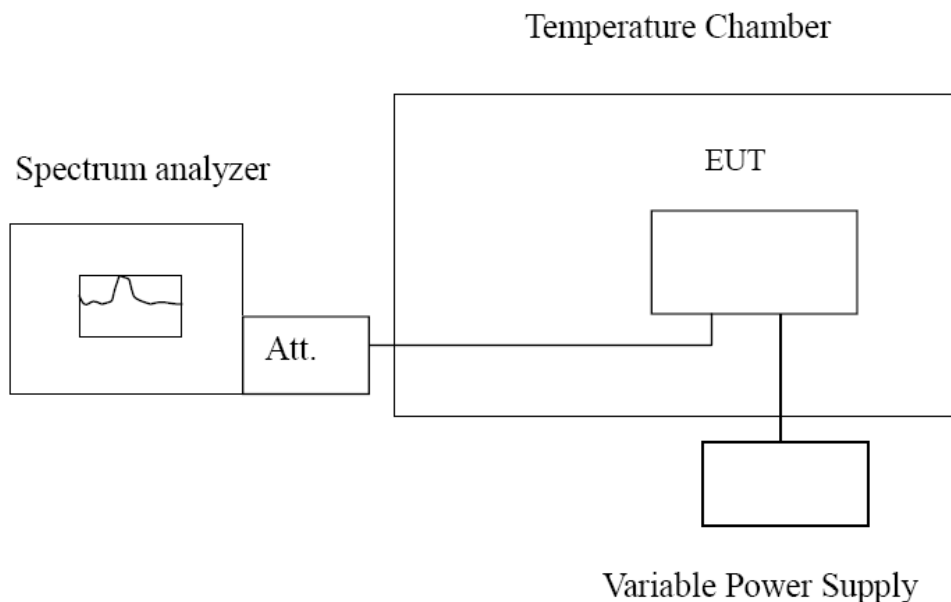 Temperature Chamber
Spectrum analyzer
EUT
Att.
Variable Power Supply